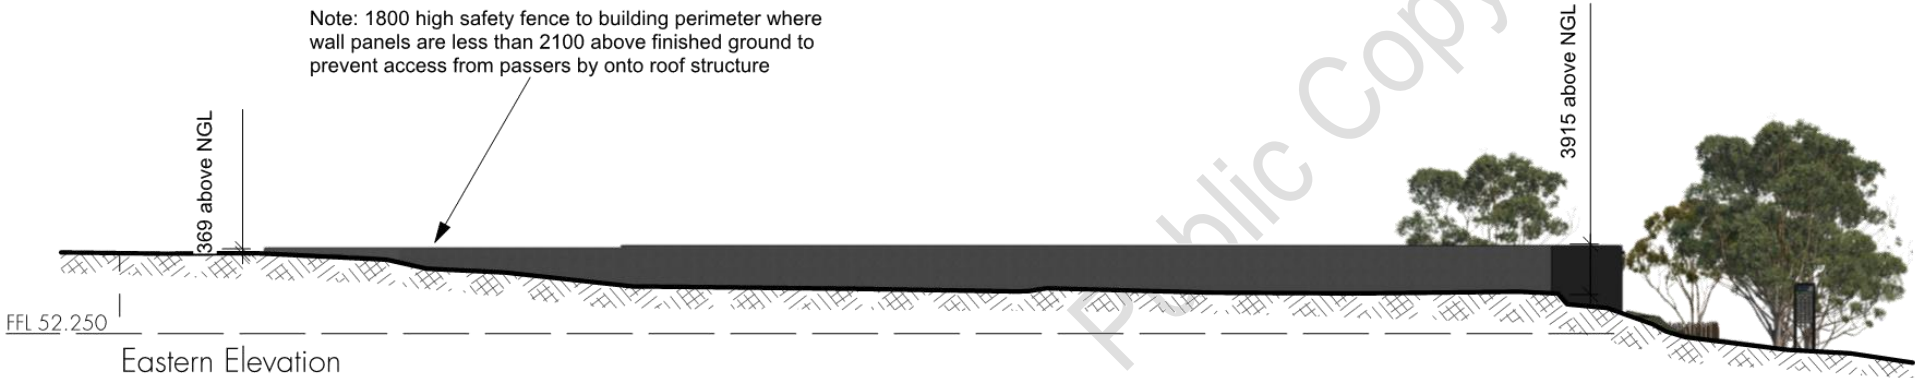 Note: 1800 high safety fence to building perimeter where
wall panels are less than 2100 above finished ground to
prevent access from passers by onto roof structure
369 above NGL
3915 above NGL
Public Copy
FFL 52.250
Eastern Elevation